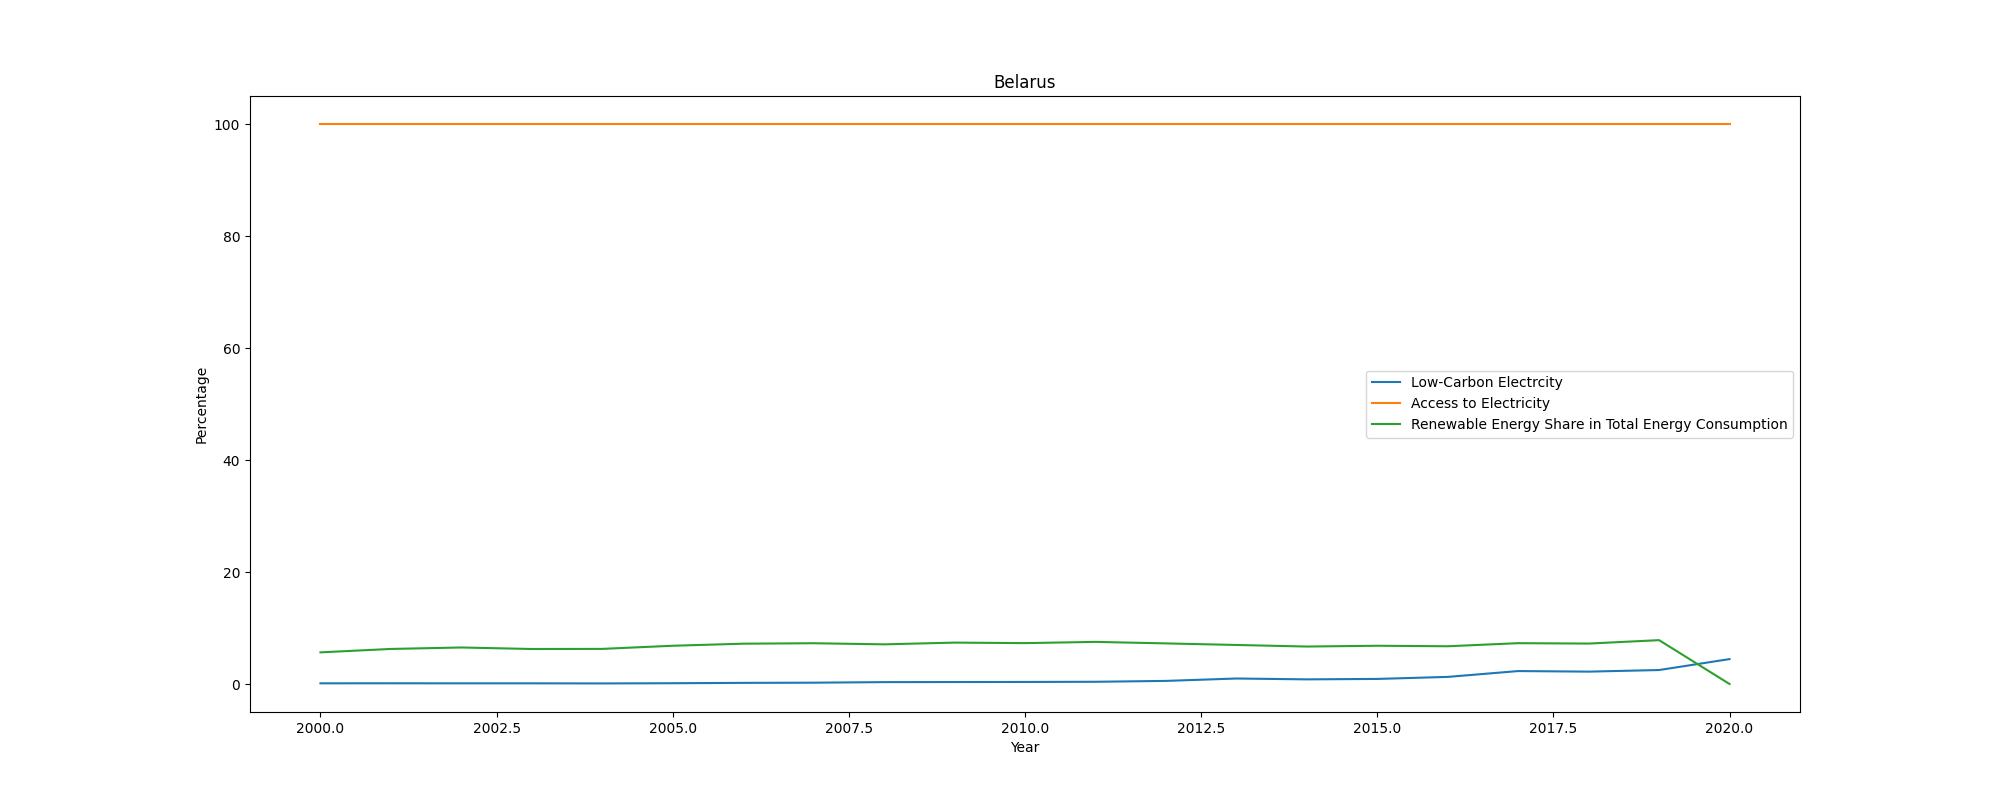 Belarus
100
80
60
40
20
0
Percentage
Low-Carbon Electrcity
Access to Electricity
Renewable Energy Share in Total Energy Consumption
2000.0 2002.5 2005.0 2007.5 2010.0 2012.5 2015.0 2017.5 2020.0
Year